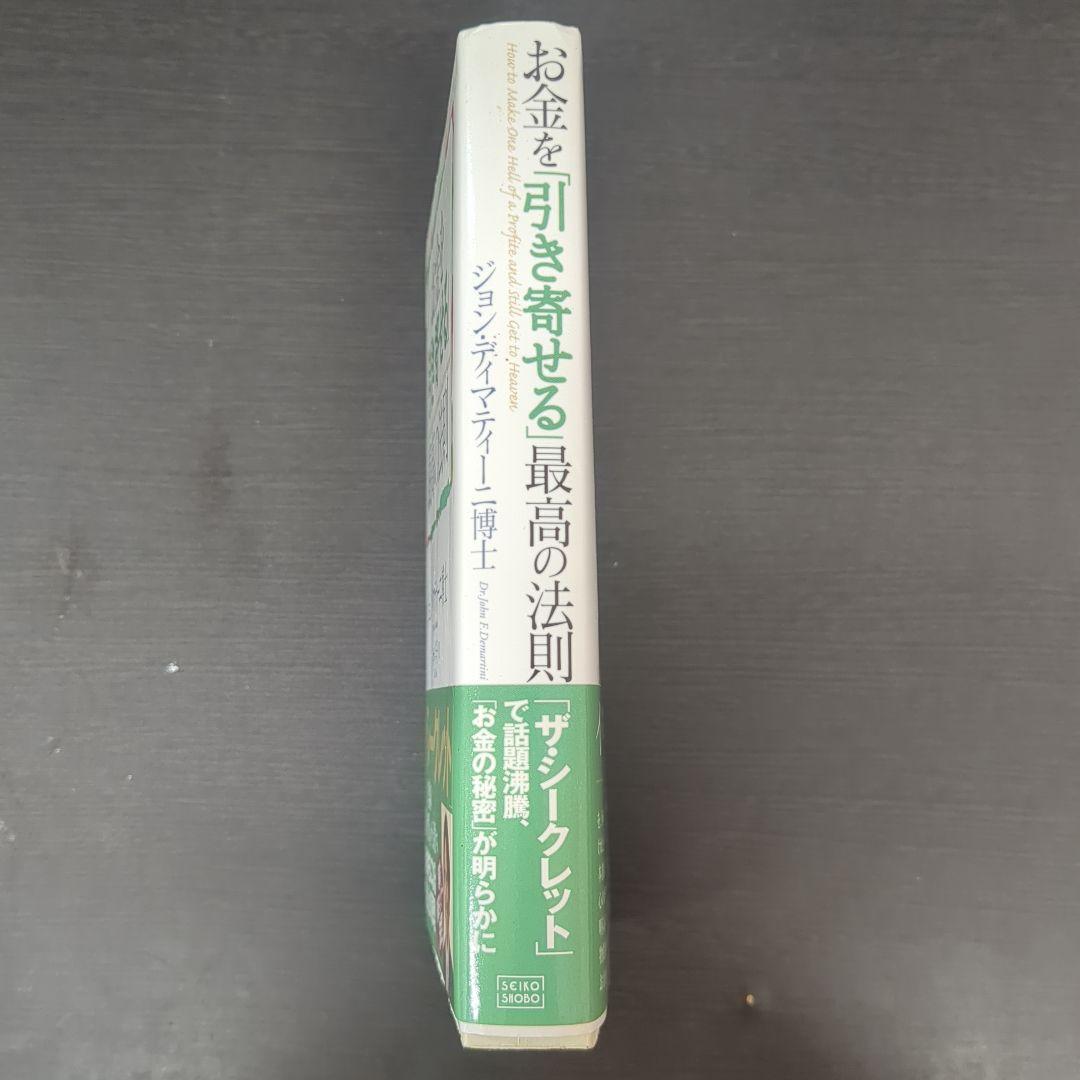 お金を「引き寄せる」最高の法則
How to Make One Hell of a Profite and Still Get to Heaven
ジョン・ディマティーニ博士
Dr.John F.Demartini
「ザ・シークレット」
で話題沸騰、
「お金の秘密」が明らかに
SEIKO
SHOBO